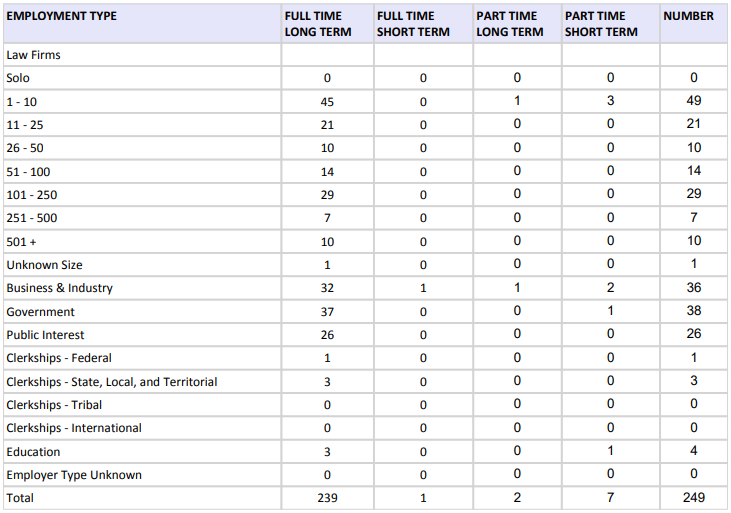 EMPLOYMENT TYPE FULL TIME LONG TERM FULL TIME SHORT TERM PART TIME LONG TERM PART TIME SHORT TERM NUMBER
Law Firms
Solo 0 0 0 0 0
1 - 10 45 0 1 3 49
11 - 25 21 0 0 0 21
26 - 50 10 0 0 0 10
51 - 100 14 0 0 0 14
101 - 250 29 0 0 0 29
251 - 500 7 0 0 0 7
501 + 10 0 0 0 10
Unknown Size 1 0 0 0 1
Business & Industry 32 1 1 2 36
Government 37 0 0 1 38
Public Interest 26 0 0 0 26
Clerkships - Federal 1 0 0 0 1
Clerkships - State, Local, and Territorial 3 0 0 0 3
Clerkships - Tribal 0 0 0 0 0
Clerkships - International 0 0 0 0 0
Education 3 0 0 1 4
Employer Type Unknown 0 0 0 0 0
Total 239 1 2 7 249